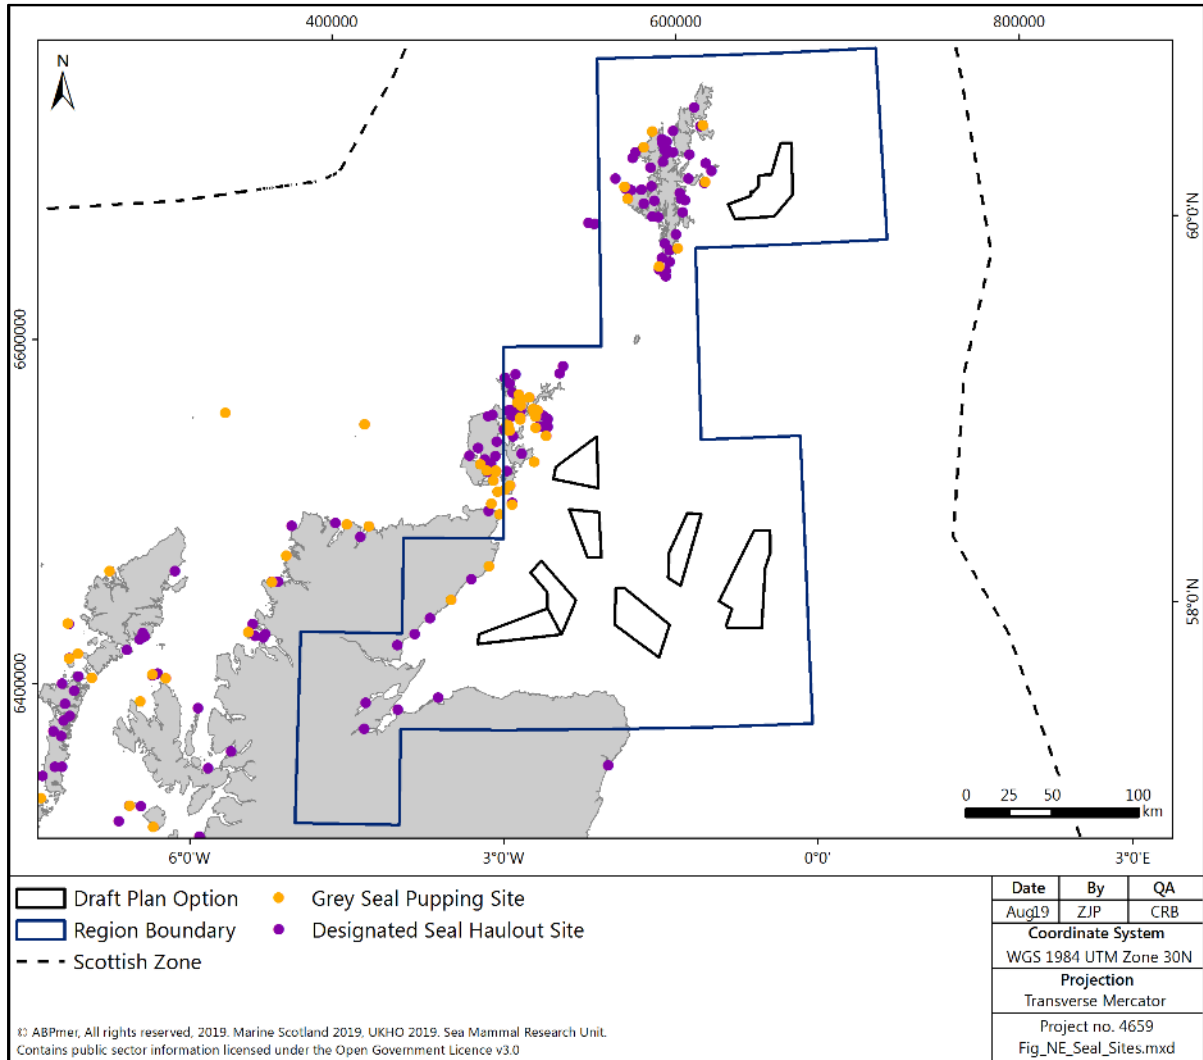 400000
600000
800000
N
60°0'N
6600000
58°0'N
6400000
0 25 50 100
km
6°0'W
3°0'W
0°0'
3°0'E
Draft Plan Option
Grey Seal Pupping Site
Region Boundary
Designated Seal Haulout Site
Scottish Zone
Date By QA
Aug19 ZJP CRB
Coordinate System
WGS 1984 UTM Zone 30N
Projection
Transverse Mercator
Project no. 4659
Fig_NE_Seal_Sites.mxd
© ABPmer, All rights reserved, 2019. Marine Scotland 2019, UKHO 2019. Sea Mammal Research Unit.
Contains public sector information licensed under the Open Government Licence v3.0